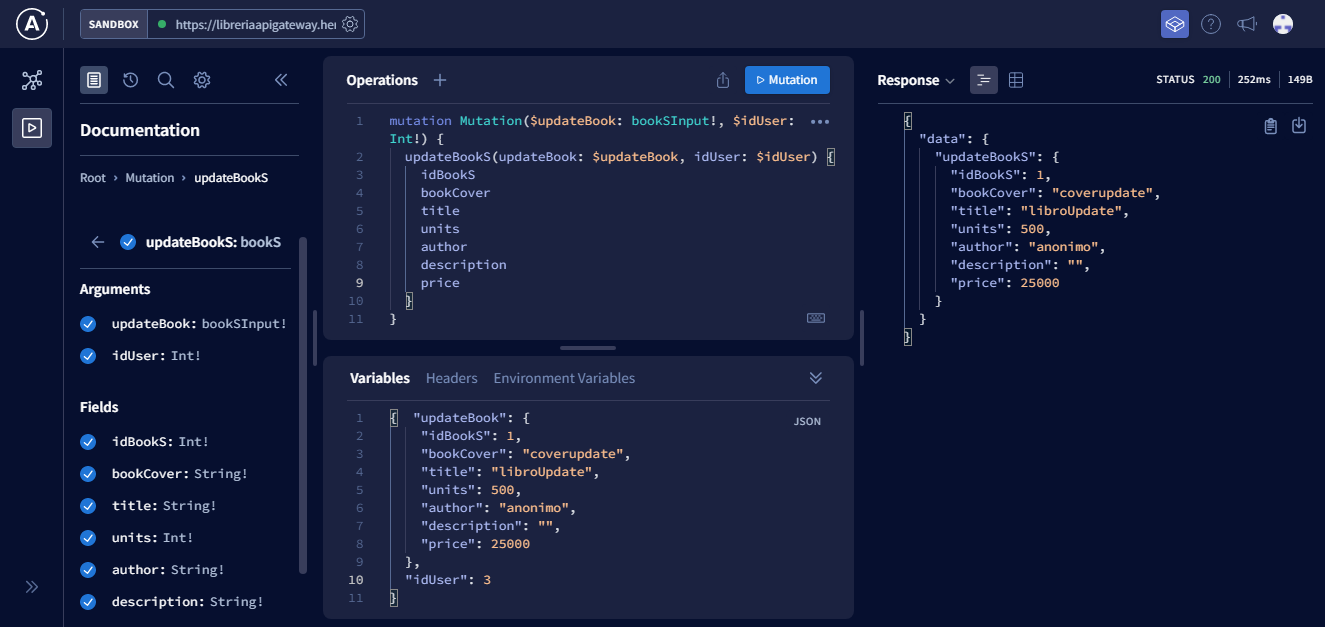 SANDBOX
https://libreriaapigateway.her
Documentation
Root › Mutation › updateBookS
updateBookS: bookS
Arguments
updateBook: bookSInput!
idUser: Int!
Fields
idBookS: Int!
bookCover: String!
title: String!
units: Int!
author: String!
description: String!
Operations
Mutation
1 mutation Mutation($updateBook: bookSInput!, $idUser:
Int!) {
2 updateBookS(updateBook: $updateBook, idUser: $idUser) {
3 idBookS
4 bookCover
5 title
6 units
7 author
8 description
9 price
10 }
11 }
Variables Headers Environment Variables
JSON
1 { "updateBook": {
2 "idBookS": 1,
3 "bookCover": "coverupdate",
4 "title": "libroUpdate",
5 "units": 500,
6 "author": "anonimo",
7 "description": "",
8 "price": 25000
9 },
10 "idUser": 3
11 }
Response
STATUS 200 252ms 149B
{
"data": {
"updateBookS": {
"idBookS": 1,
"bookCover": "coverupdate",
"title": "libroUpdate",
"units": 500,
"author": "anonimo",
"description": "",
"price": 25000
}
}
}